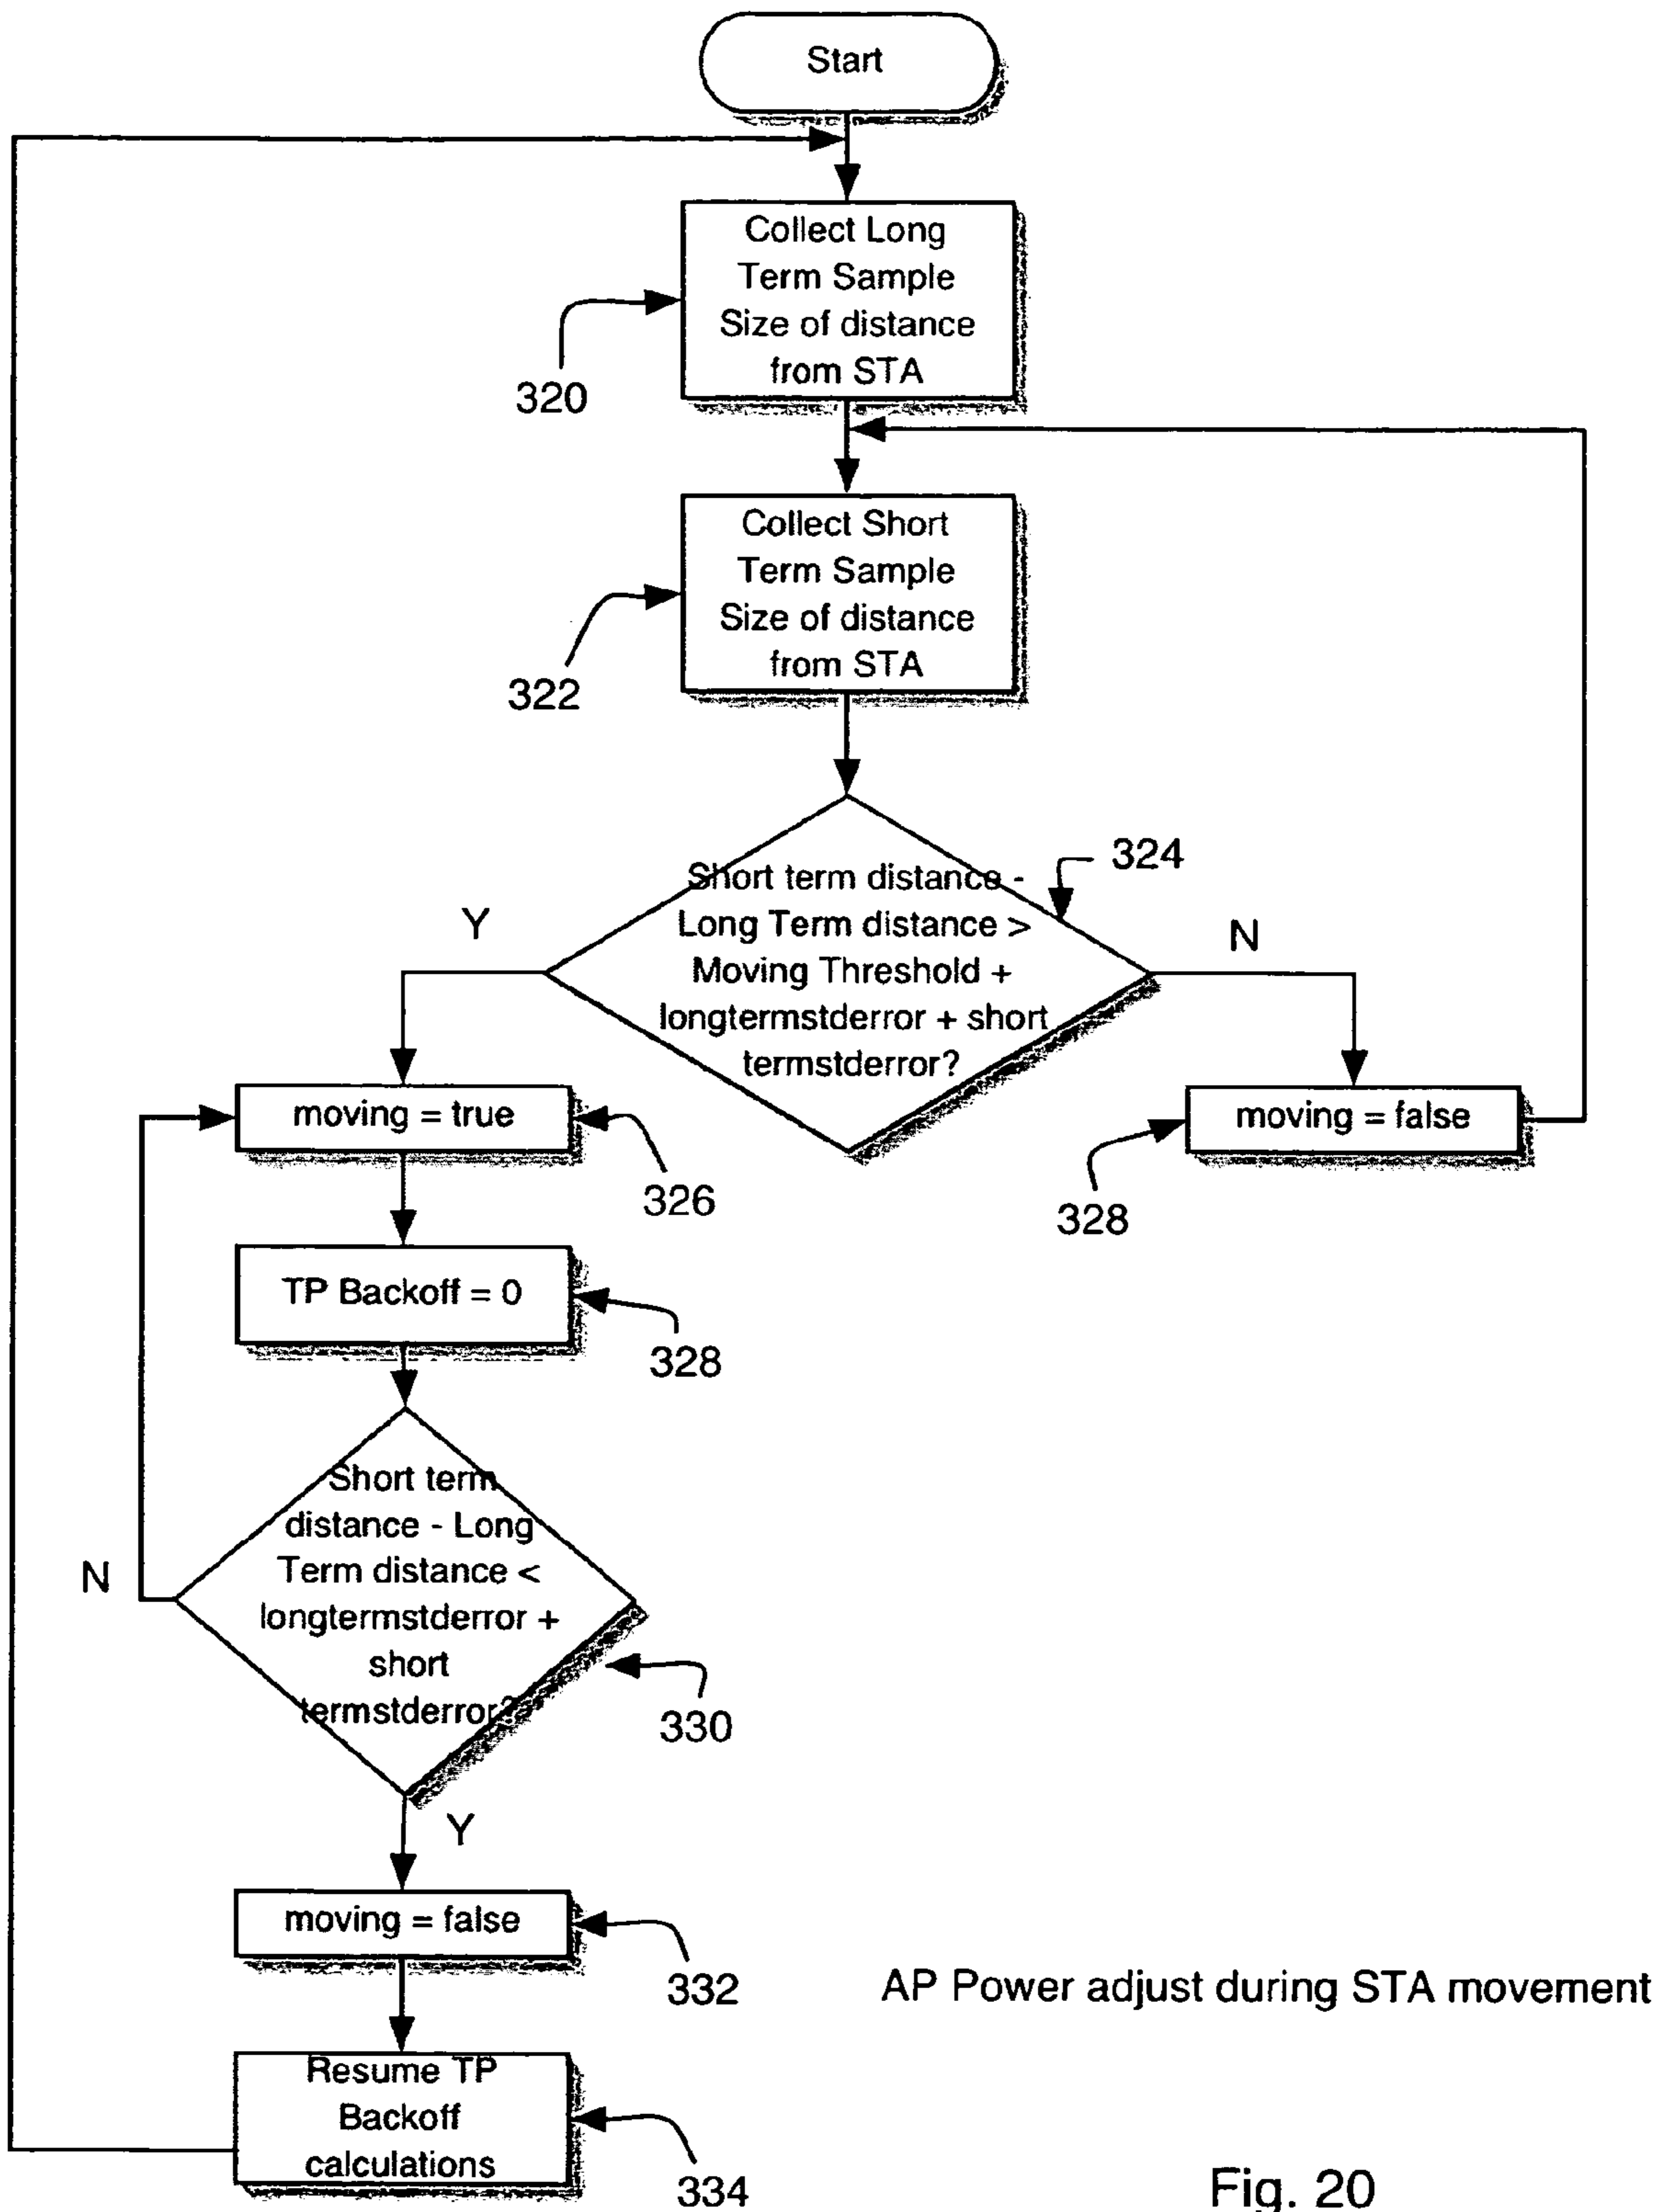 Start
Collect Long
Term Sample
Size of distance
from STA
320
Collect Short
Term Sample
Size of distance
from STA
322
Short term distance -
Long Term distance >
Moving Threshold +
longtermstderror + short
termstderror?
324
Y
N
moving = true
326
moving = false
328
TP Backoff = 0
328
Short term
distance - Long
Term distance <
longtermstderror +
short
termstderror?
330
N
Y
moving = false
332
AP Power adjust during STA movement
Resume TP
Backoff
calculations
334
Fig. 20